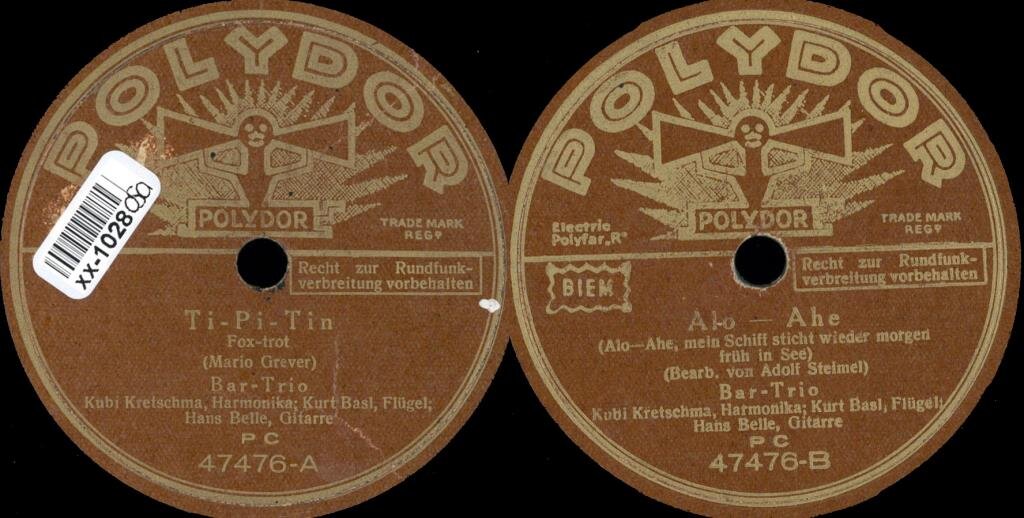 POLYDOR
POLYDOR
TRADE MARK
REGD
xx-1028
Recht zur Rundfunk-
verbreitung vorbehalten
Ti-Pi-Tin
Fox-trot
(Mario Grever)
Bar-Trio
Kubi Kretschma, Harmonika; Kurt Basl, Flügel;
Hans Belle, Gitarre
PC
47476-A
POLYDOR
POLYDOR
Electric
Polyfar„R“
TRADE MARK
REGD
BIEM
Recht zur Rundfunk-
verbreitung vorbehalten
Alo — Ahe
(Alo—Ahe, mein Schiff sticht wieder morgen
früh in See)
(Bearb. von Adolf Steimel)
Bar-Trio
Kubi Kretschma, Harmonika; Kurt Basl, Flügel;
Hans Belle, Gitarre
PC
47476-B